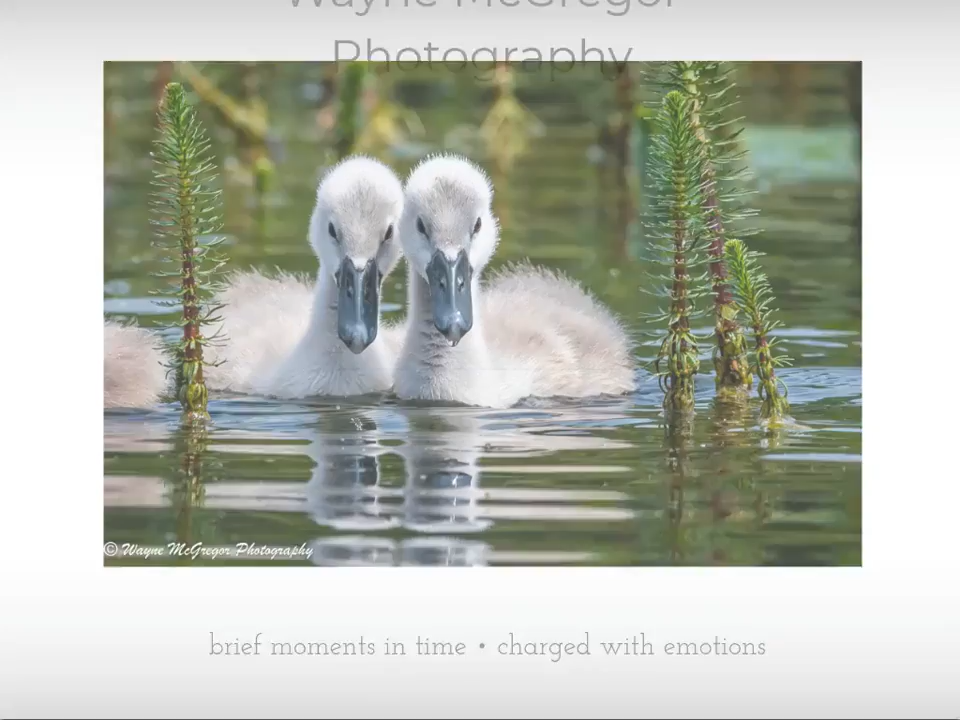 Wayne McGregor
Photography
© Wayne McGregor Photography
brief moments in time • charged with emotions